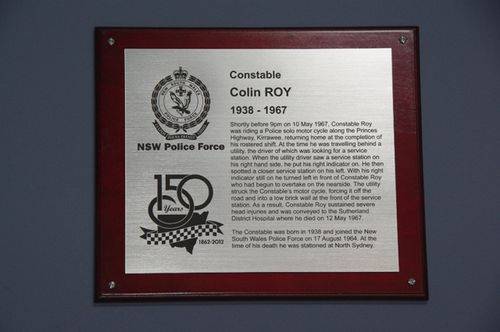 Constable
Colin ROY
1938 - 1967
NSW Police Force
Shortly before 9pm on 10 May 1967, Constable Roy
was riding a Police solo motor cycle along the Princes
Highway, Kirrawee, returning home at the completion of
his rostered shift. At the time he was travelling behind a
utility, the driver of which was looking for a service
station. When the utility driver saw a service station on
his right hand side, he put his right indicator on. He then
spotted a closer service station on his left. With his right
indicator still on he turned left in front of Constable Roy
who had begun to overtake on the nearside. The utility
struck the Constable's motor cycle, forcing it off the
road and into a low brick wall at the front of the service
station. As a result, Constable Roy sustained severe
head injuries and was conveyed to the Sutherland
District Hospital where he died on 12 May 1967.
The Constable was born in 1938 and joined the New
South Wales Police Force on 17 August 1964. At the
time of his death he was stationed at North Sydney.
150
Years
1862-2012